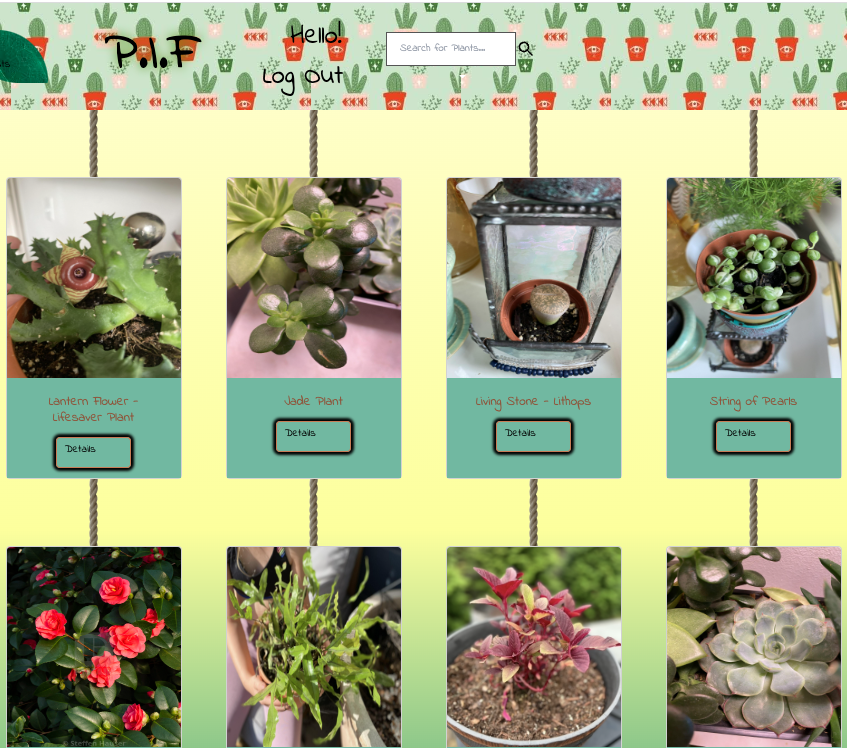 P.I.F
Hello!
Log Out
Search for Plants....
Lantern Flower -
Lifesaver Plant
Details
Jade Plant
Details
Living Stone - Lithops
Details
String of Pearls
Details